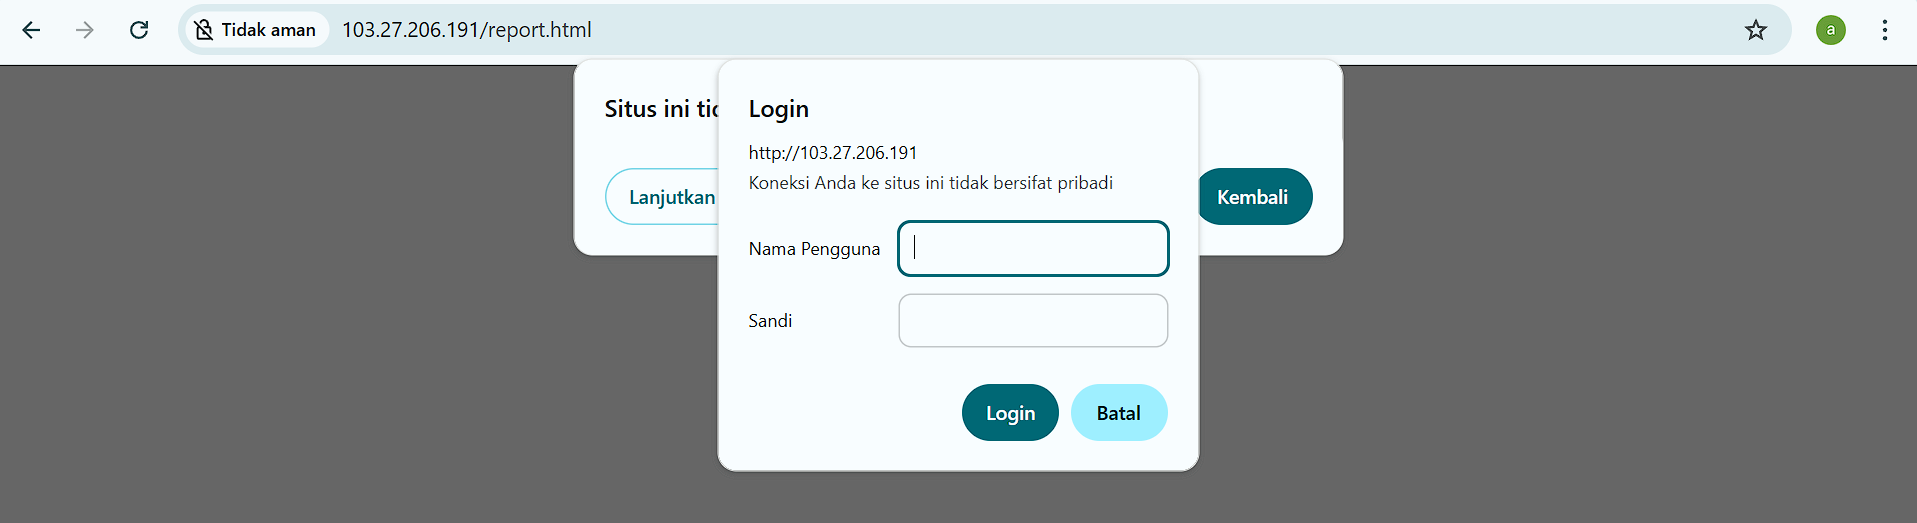 Tidak aman 103.27.206.191/report.html a
Situs ini tid
Lanjutkan
Kembali
Login
http://103.27.206.191
Koneksi Anda ke situs ini tidak bersifat pribadi
Nama Pengguna
Sandi
Login Batal